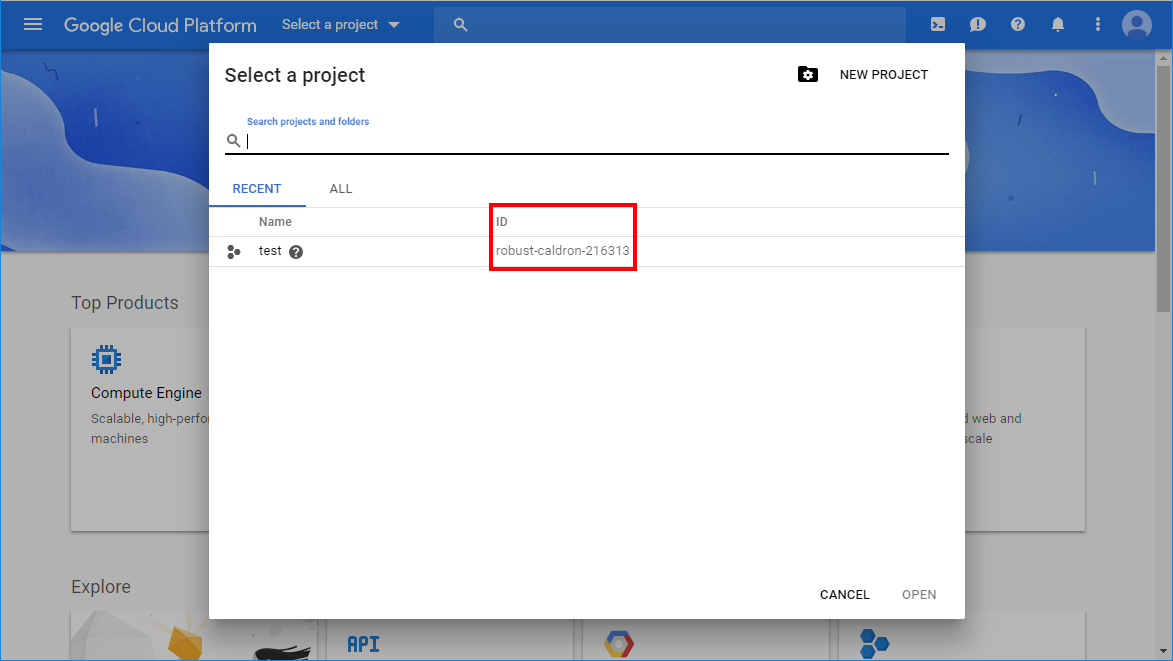 Google Cloud Platform Select a project
Select a project
NEW PROJECT
Search projects and folders
RECENT ALL
Name ID
test robust-caldron-216313
Top Products
Compute Engine
Scalable, high-perfo
machines
d web and
scale
Explore
API
CANCEL OPEN